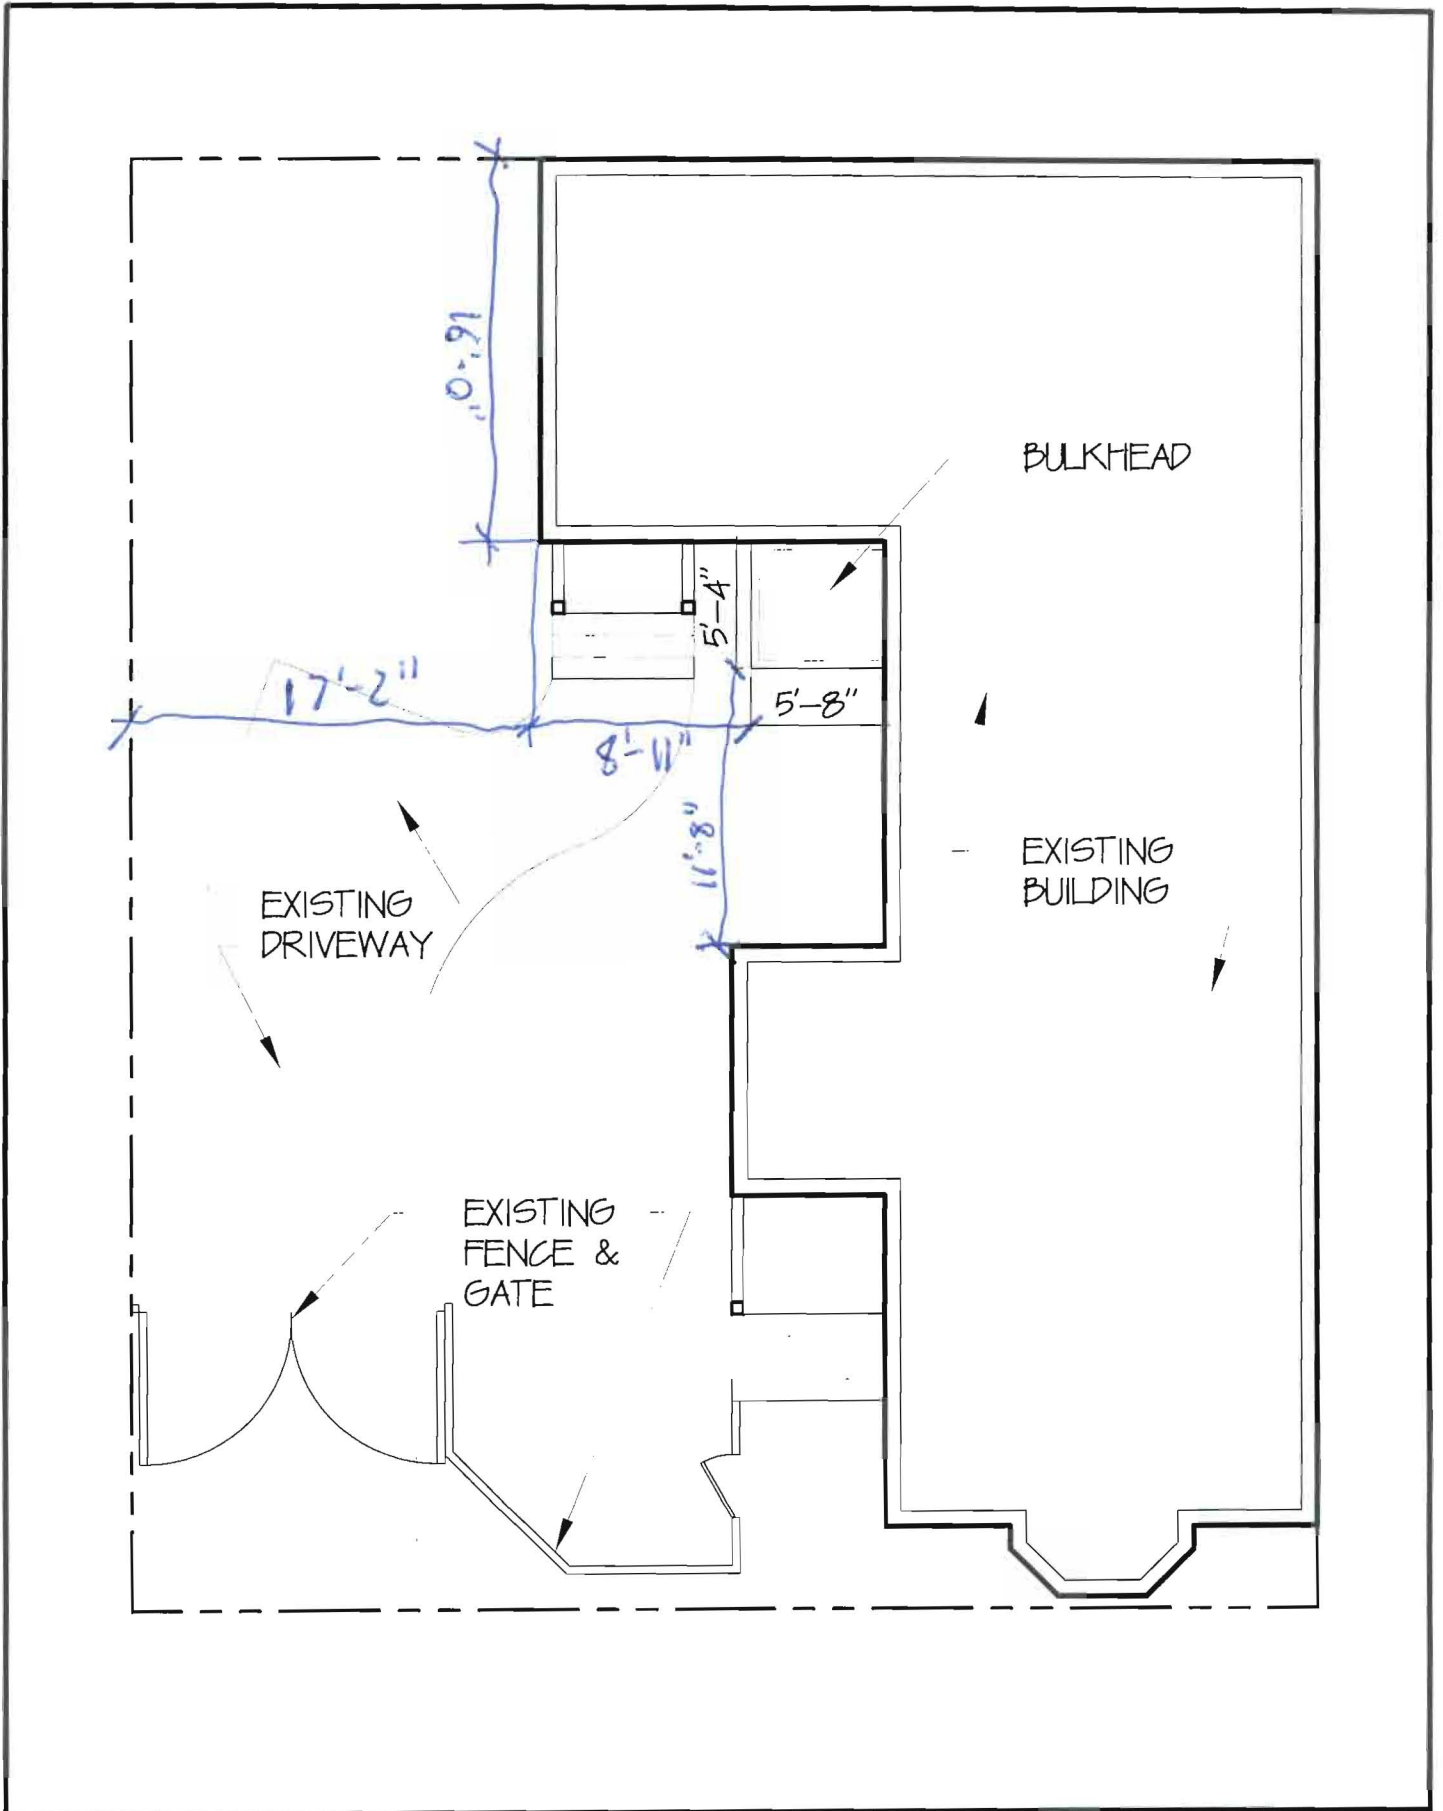 16'-0"
BULKHEAD
5'-4"
17'-2"
5'-8"
8'-11"
11'-8"
EXISTING
BUILDING
EXISTING
DRIVEWAY
EXISTING
FENCE &
GATE